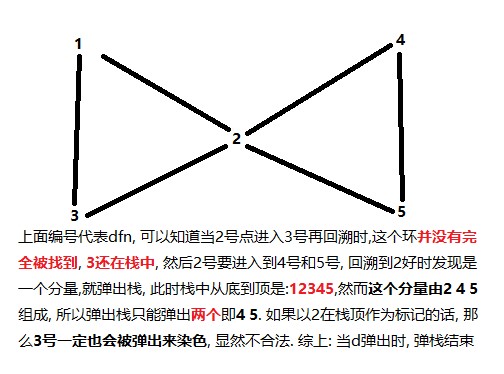 1
4
2
3
5
上面编号代表dfn, 可以知道当2号点进入3号再回溯时,这个环并没有完
全被找到, 3还在栈中, 然后2号要进入到4号和5号, 回溯到2好时发现是
一个分量,就弹出栈, 此时栈中从底到顶是:12345,然而这个分量由2 4 5
组成, 所以弹出栈只能弹出两个即4 5. 如果以2在栈顶作为标记的话, 那
么3号一定也会被弹出来染色, 显然不合法. 综上: 当d弹出时, 弹栈结束